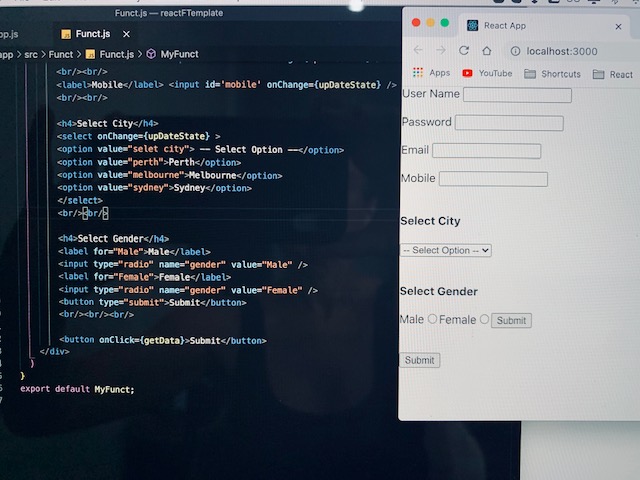 Funct.js — reactFTemplate
pp.js
Funct.js ×
app > src > Funct > Funct.js > MyFunct
<br/><br/>
<label>Mobile</label> <input id='mobile' onChange={upDateState} />
<br/><br/>
<h4>Select City</h4>
<select onChange={upDateState} >
<option value="selet city"> -- Select Option --</option>
<option value="perth">Perth</option>
<option value="melbourne">Melbourne</option>
<option value="sydney">Sydney</option>
</select>
<br/><br/>
<h4>Select Gender</h4>
<label for="Male">Male</label>
<input type="radio" name="gender" value="Male" />
<label for="Female">Female</label>
<input type="radio" name="gender" value="Female" />
<button type="submit">Submit</button>
<br/><br/><br/>
<button onClick={getData}>Submit</button>
</div>
)
}
export default MyFunct;
React App
localhost:3000
Apps YouTube Shortcuts React
User Name
Password
Email
Mobile
Select City
-- Select Option --
Select Gender
Male Female Submit
Submit